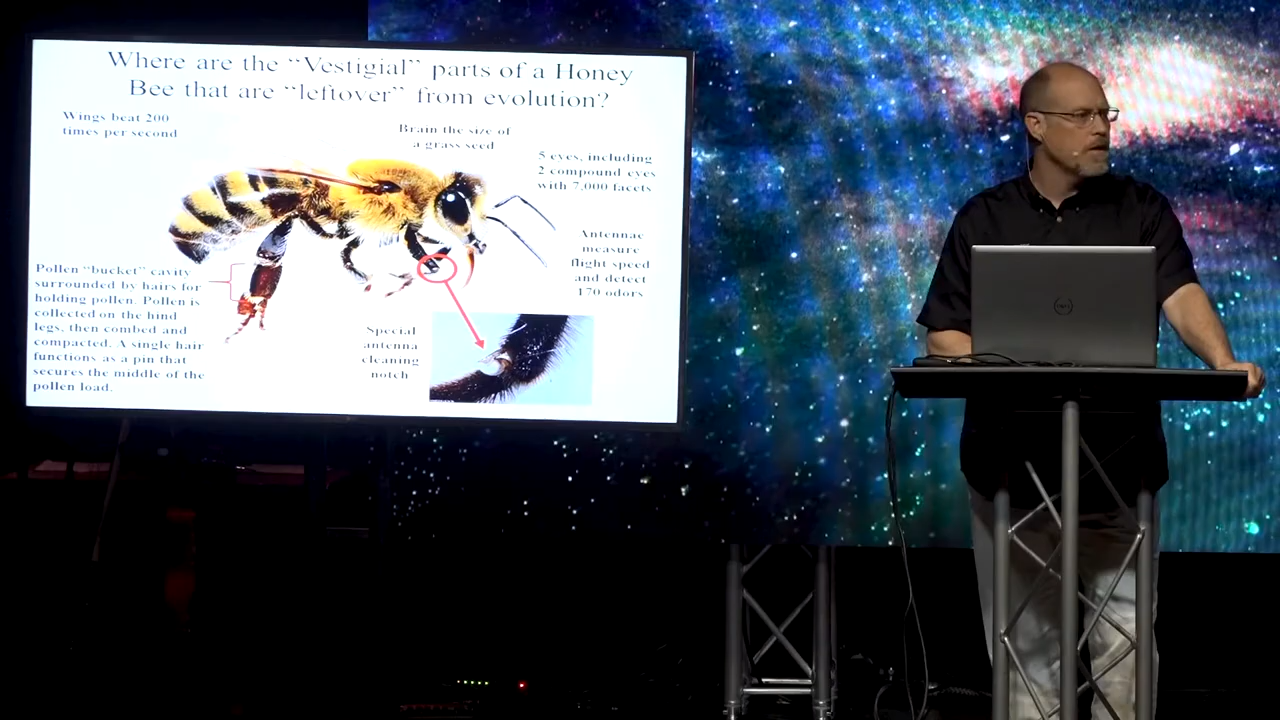 Where are the “Vestigial” parts of a Honey
Bee that are “leftover” from evolution?
Wings beat 200
times per second
Brain the size of
a grass seed
5 eyes, including
2 compound eyes
with 7,000 facets
Antennae
measure
flight speed
and detect
170 odors
Pollen “bucket” cavity
surrounded by hairs for
holding pollen. Pollen is
collected on the hind
legs, then combed and
compacted. A single hair
functions as a pin that
secures the middle of the
pollen load.
Special
antenna
cleaning
notch
DELL